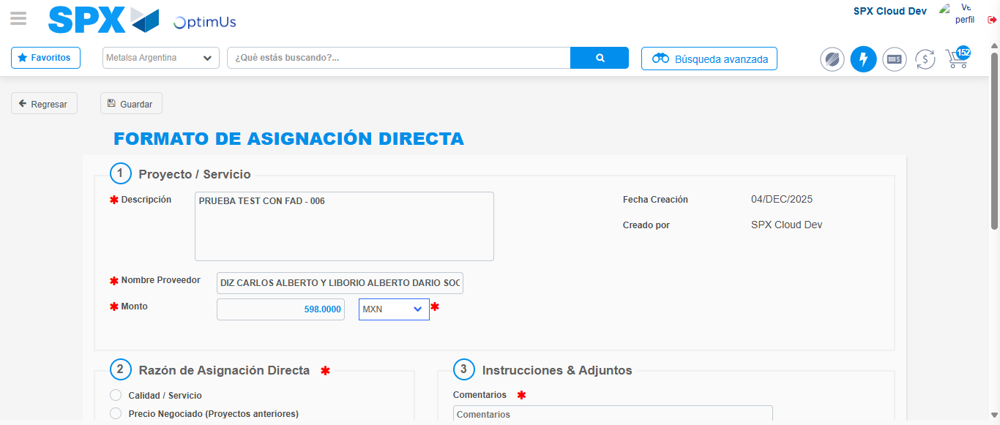 SPX
OptimUs
SPX Cloud Dev
Ve
perfil
Favoritos
Metalsa Argentina
¿Qué estás buscando?...
Búsqueda avanzada
152
Regresar
Guardar
FORMATO DE ASIGNACIÓN DIRECTA
1 Proyecto / Servicio
✱ Descripción
PRUEBA TEST CON FAD - 006
Fecha Creación 04/DEC/2025
Creado por SPX Cloud Dev
✱ Nombre Proveedor DIZ CARLOS ALBERTO Y LIBORIO ALBERTO DARIO SOC
✱ Monto 598.0000 MXN ✱
2 Razón de Asignación Directa ✱
Calidad / Servicio
Precio Negociado (Proyectos anteriores)
3 Instrucciones & Adjuntos
Comentarios ✱
Comentarios